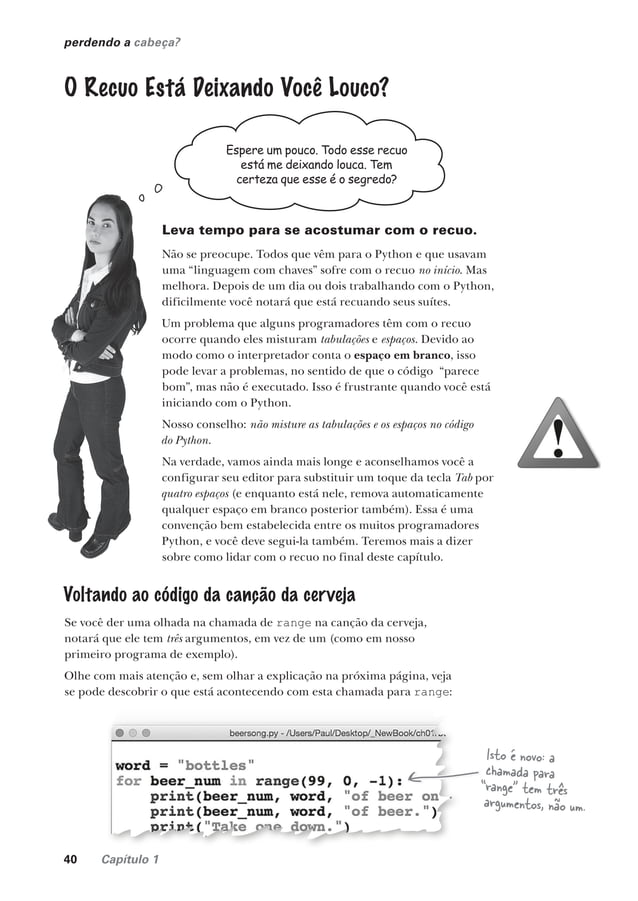 perdendo a cabeça?
O Recuo Está Deixando Você Louco?
Espere um pouco. Todo esse recuo
está me deixando louca. Tem
certeza que esse é o segredo?
Leva tempo para se acostumar com o recuo.
Não se preocupe. Todos que vêm para o Python e que usavam
uma “linguagem com chaves” sofre com o recuo no início. Mas
melhora. Depois de um dia ou dois trabalhando com o Python,
dificilmente você notará que está recuando seus suítes.
Um problema que alguns programadores têm com o recuo
ocorre quando eles misturam tabulações e espaços. Devido ao
modo como o interpretador conta o espaço em branco, isso
pode levar a problemas, no sentido de que o código “parece
bom”, mas não é executado. Isso é frustrante quando você está
iniciando com o Python.
Nosso conselho: não misture as tabulações e os espaços no código
do Python.
Na verdade, vamos ainda mais longe e aconselhamos você a
configurar seu editor para substituir um toque da tecla Tab por
quatro espaços (e enquanto está nele, remova automaticamente
qualquer espaço em branco posterior também). Essa é uma
convenção bem estabelecida entre os muitos programadores
Python, e você deve segui-la também. Teremos mais a dizer
sobre como lidar com o recuo no final deste capítulo.
!
Voltando ao código da canção da cerveja
Se você der uma olhada na chamada de range na canção da cerveja,
notará que ele tem três argumentos, em vez de um (como em nosso
primeiro programa de exemplo).
Olhe com mais atenção e, sem olhar a explicação na próxima página, veja
se pode descobrir o que está acontecendo com esta chamada para range:
beersong.py - /Users/Paul/Desktop/_NewBook/ch01/
word = "bottles"
for beer_num in range(99, 0, -1):
print(beer_num, word, "of beer on
print(beer_num, word, "of beer.")
print("Take one down.")
Isto é novo: a
chamada para
“range” tem três
argumentos, não um.
40 Capítulo 1